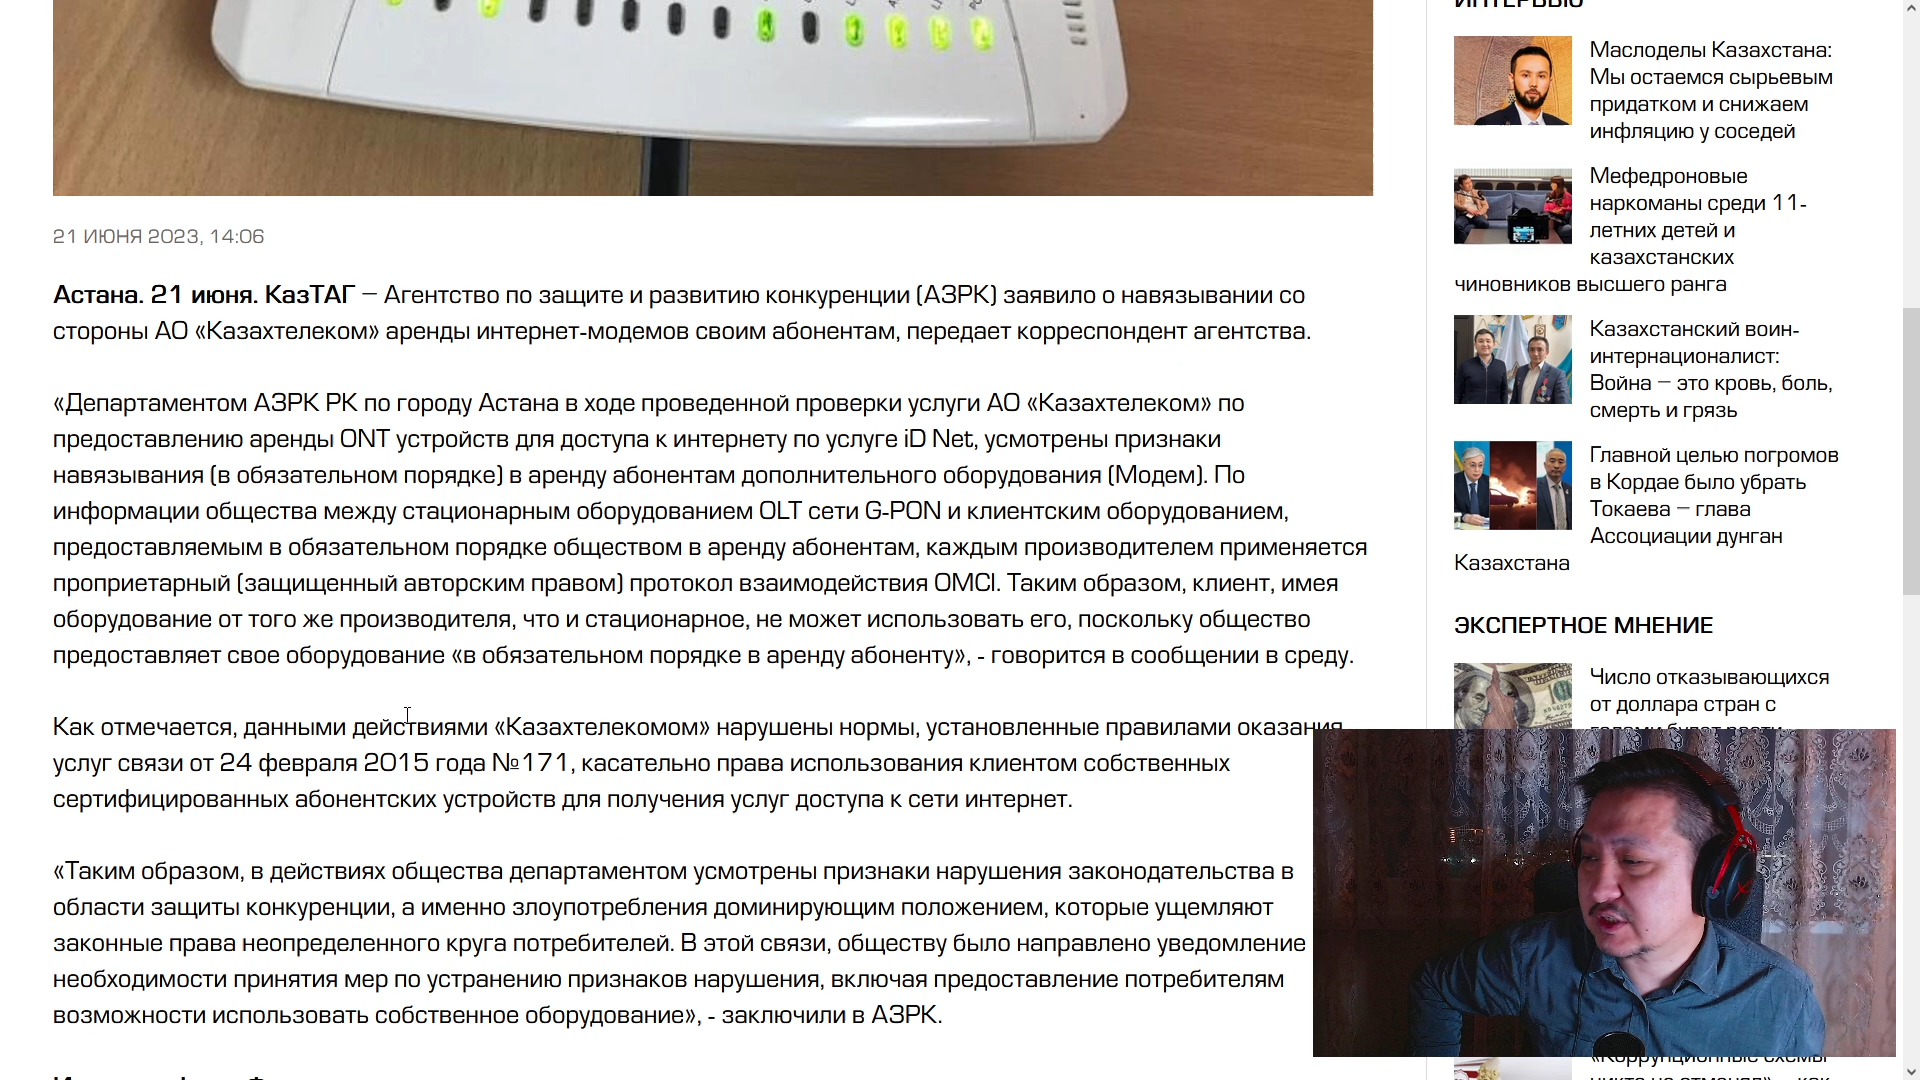 ИНТЕРВЬЮ
Маслоделы Казахстана:
Мы остаемся сырьевым
придатком и снижаем
инфляцию у соседей
Мефедроновые
наркоманы среди 11-
летних детей и
казахстанских
чиновников высшего ранга
Казахстанский воин-
интернационалист:
Война – это кровь, боль,
смерть и грязь
Главной целью погромов
в Кордае было убрать
Токаева – глава
Ассоциации дунган
Казахстана
ЭКСПЕРТНОЕ МНЕНИЕ
Число отказывающихся
от доллара стран с
21 ИЮНЯ 2023, 14:06
Астана. 21 июня. КазТАГ – Агентство по защите и развитию конкуренции (АЗРК) заявило о навязывании со
стороны АО «Казахтелеком» аренды интернет-модемов своим абонентам, передает корреспондент агентства.
«Департаментом АЗРК РК по городу Астана в ходе проведенной проверки услуги АО «Казахтелеком» по
предоставлению аренды ONT устройств для доступа к интернету по услуге iD Net, усмотрены признаки
навязывания (в обязательном порядке) в аренду абонентам дополнительного оборудования (Модем). По
информации общества между стационарным оборудованием OLT сети G-PON и клиентским оборудованием,
предоставляемым в обязательном порядке обществом в аренду абонентам, каждым производителем применяется
проприетарный (защищенный авторским правом) протокол взаимодействия OMCI. Таким образом, клиент, имея
оборудование от того же производителя, что и стационарное, не может использовать его, поскольку общество
предоставляет свое оборудование «в обязательном порядке в аренду абоненту», - говорится в сообщении в среду.
Как отмечается, данными действиями «Казахтелекомом» нарушены нормы, установленные правилами оказания
услуг связи от 24 февраля 2015 года №171, касательно права использования клиентом собственных
сертифицированных абонентских устройств для получения услуг доступа к сети интернет.
«Таким образом, в действиях общества департаментом усмотрены признаки нарушения законодательства в
области защиты конкуренции, а именно злоупотребления доминирующим положением, которые ущемляют
законные права неопределенного круга потребителей. В этой связи, обществу было направлено уведомление
необходимости принятия мер по устранению признаков нарушения, включая предоставление потребителям
возможности использовать собственное оборудование», - заключили в АЗРК.
«Коррупционные схемы